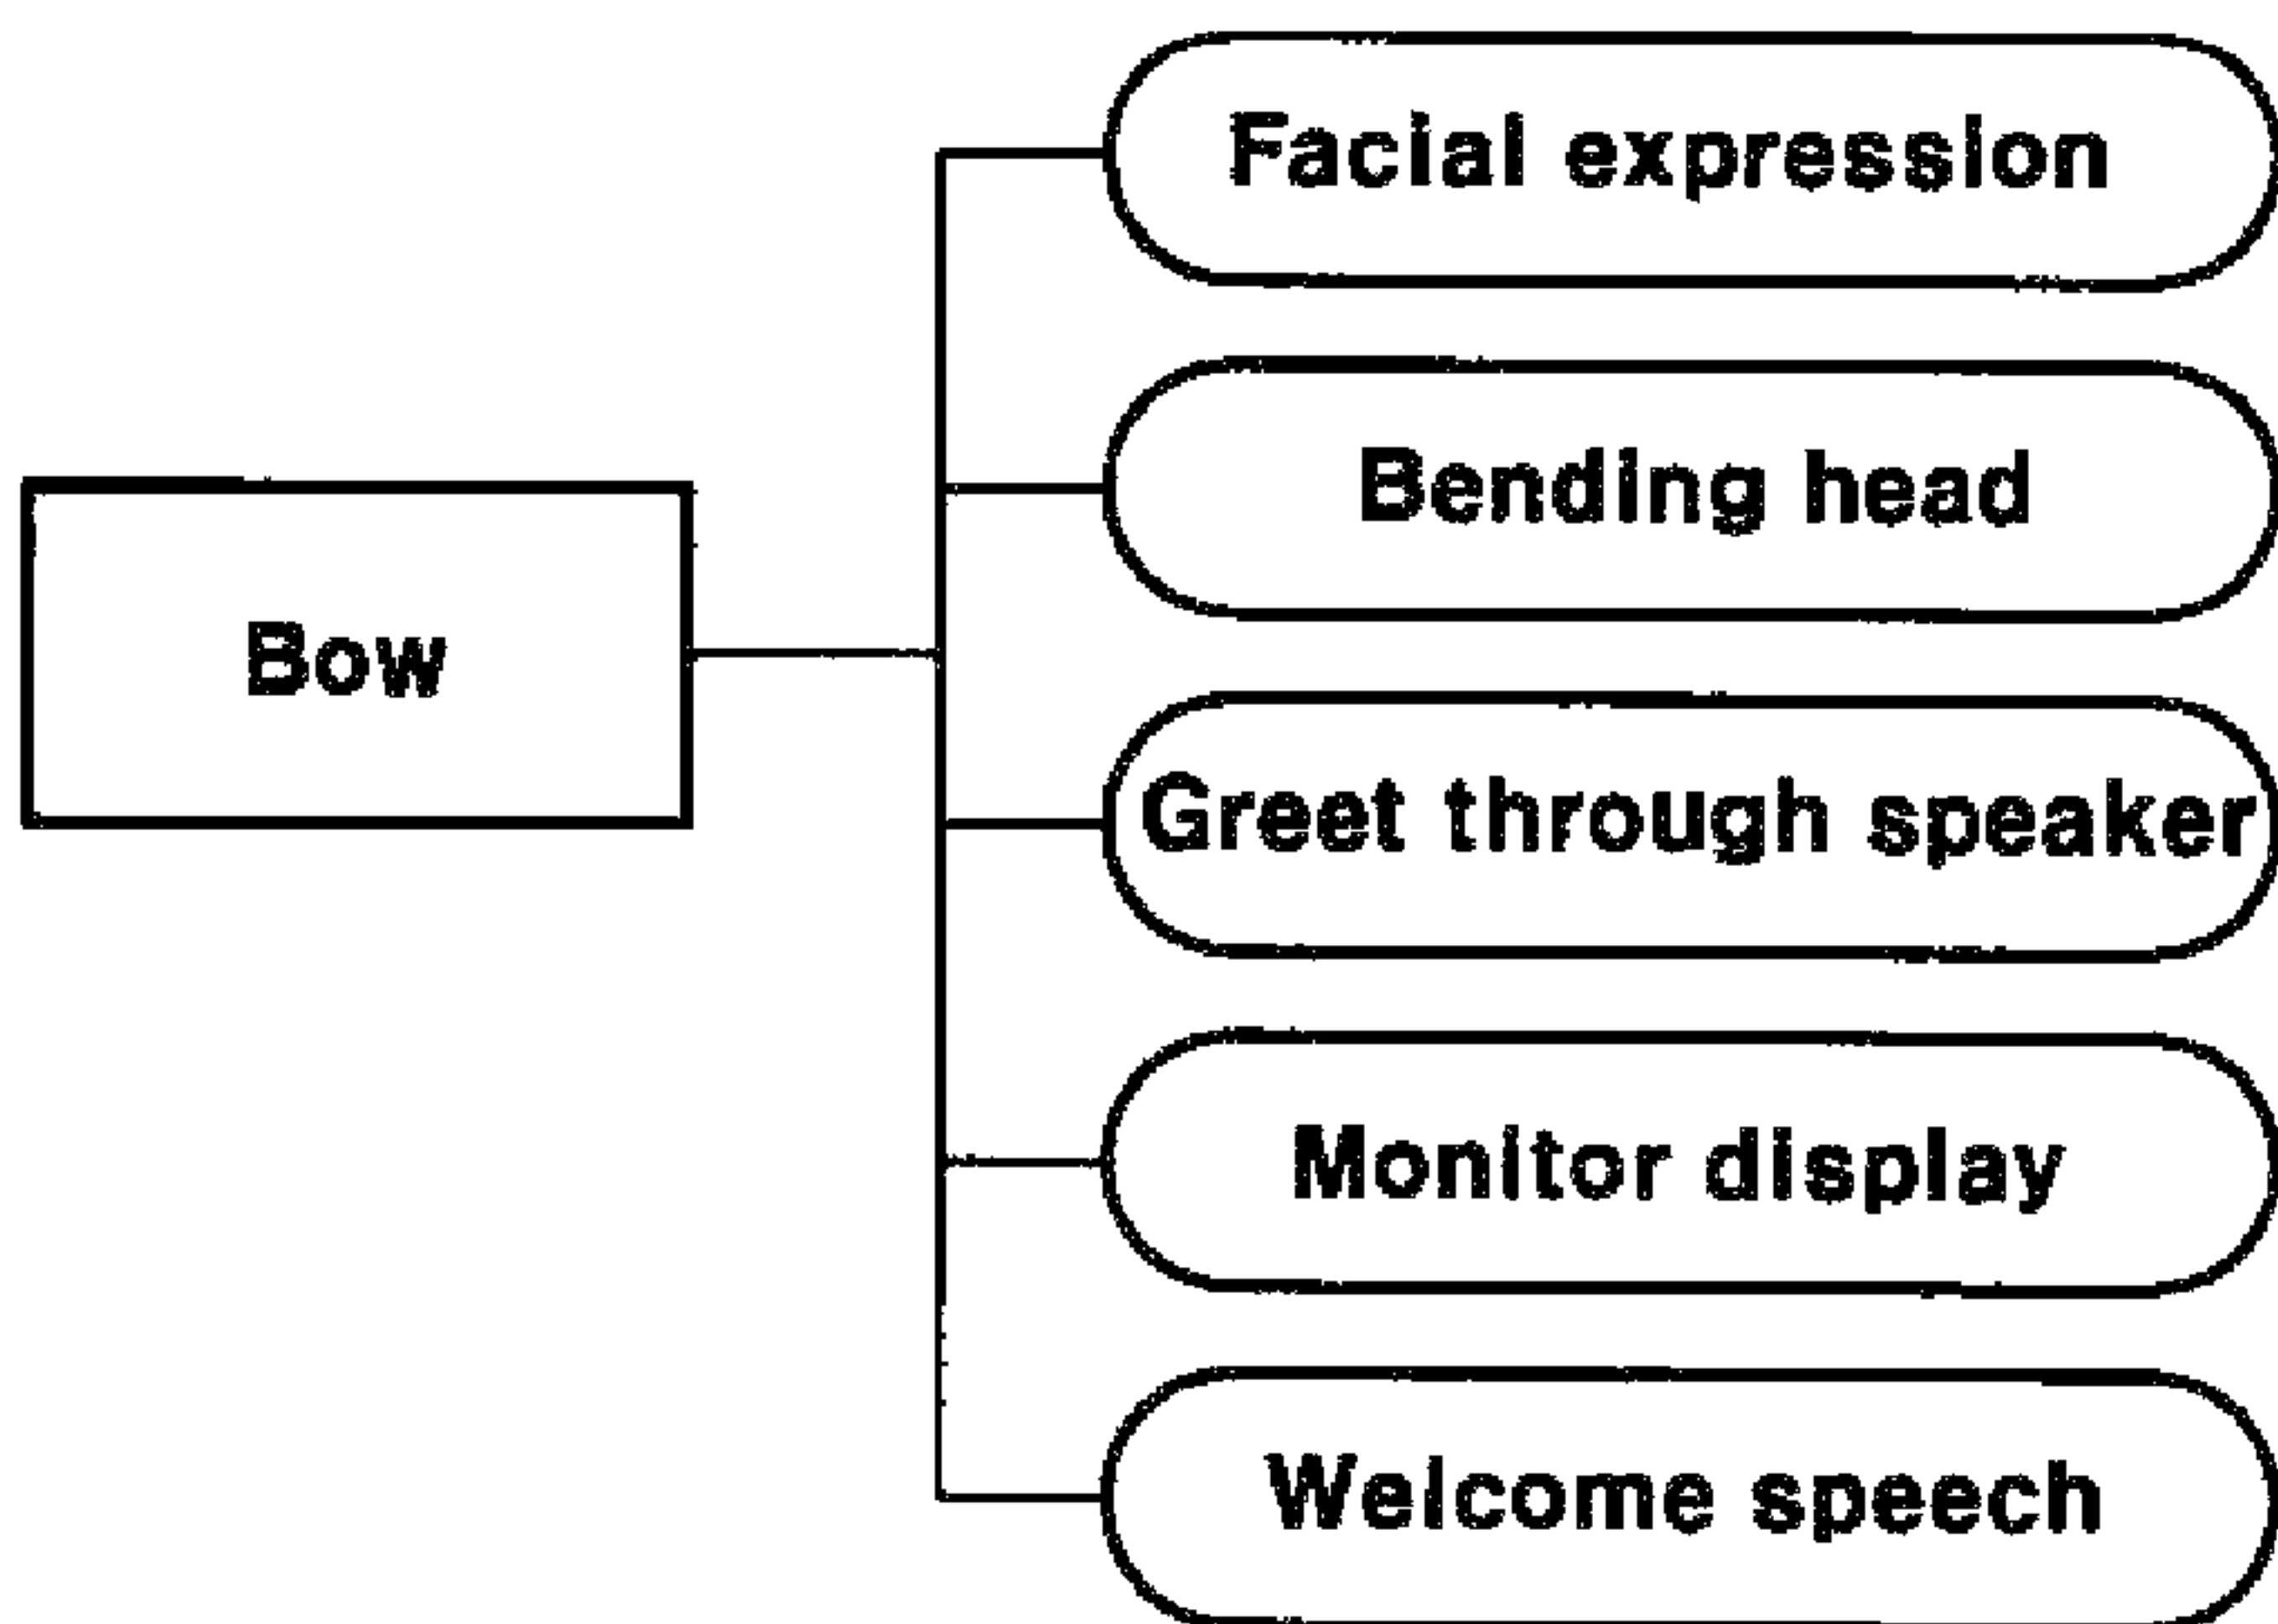 Facial expression
Bending head
Bow
Greet through speaker
Monitor display
Welcome speech